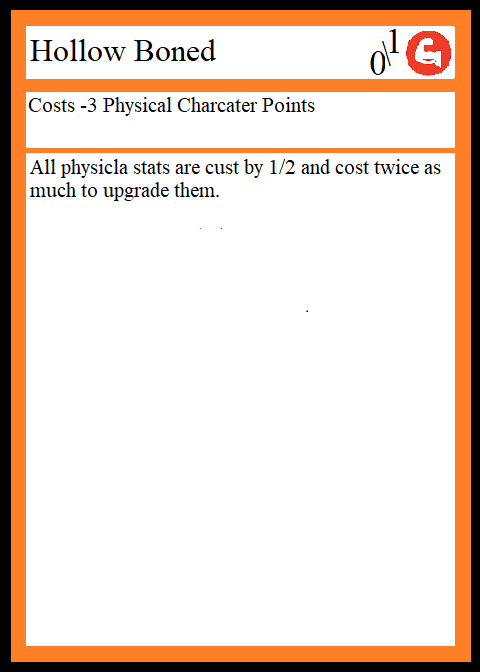 Hollow Boned
0\1
Costs -3 Physical Charcater Points
All physicla stats are cust by 1/2 and cost twice as
much to upgrade them.